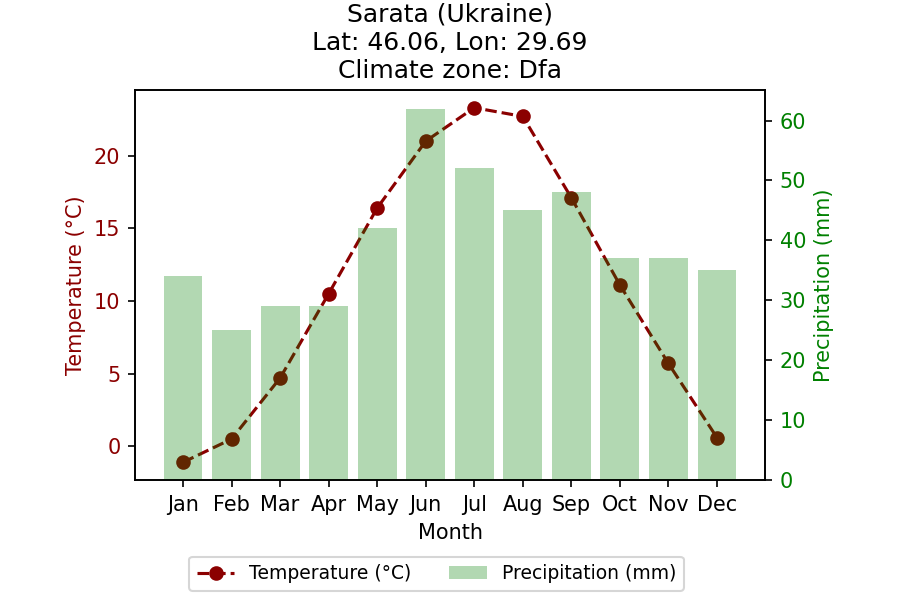 Sarata (Ukraine)
Lat: 46.06, Lon: 29.69
Climate zone: Dfa
20
15
10
5
0
Temperature (°C)
60
50
40
30
20
10
0
Precipitation (mm)
Jan Feb Mar Apr May Jun Jul Aug Sep Oct Nov Dec
Month
Temperature (°C) Precipitation (mm)